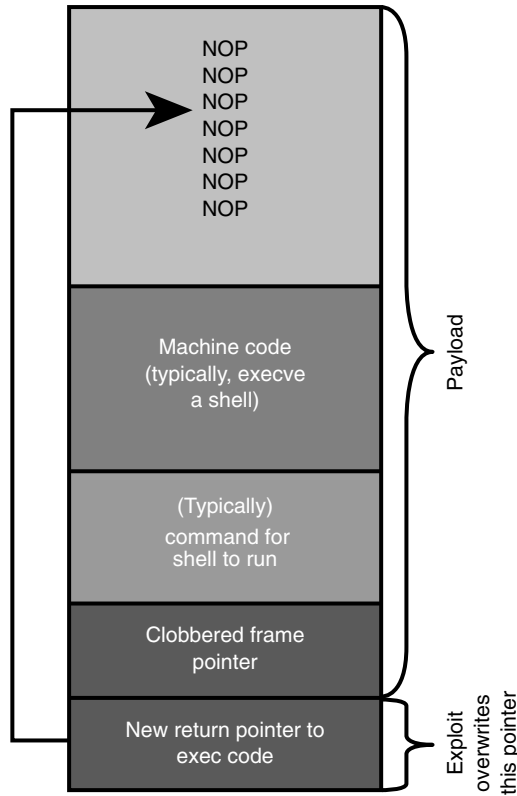 NOP
NOP
NOP
NOP
NOP
NOP
NOP
Machine code
(typically, execve
a shell)
(Typically)
command for
shell to run
Clobbered frame
pointer
New return pointer to
exec code
Payload
Exploit
overwrites
this pointer